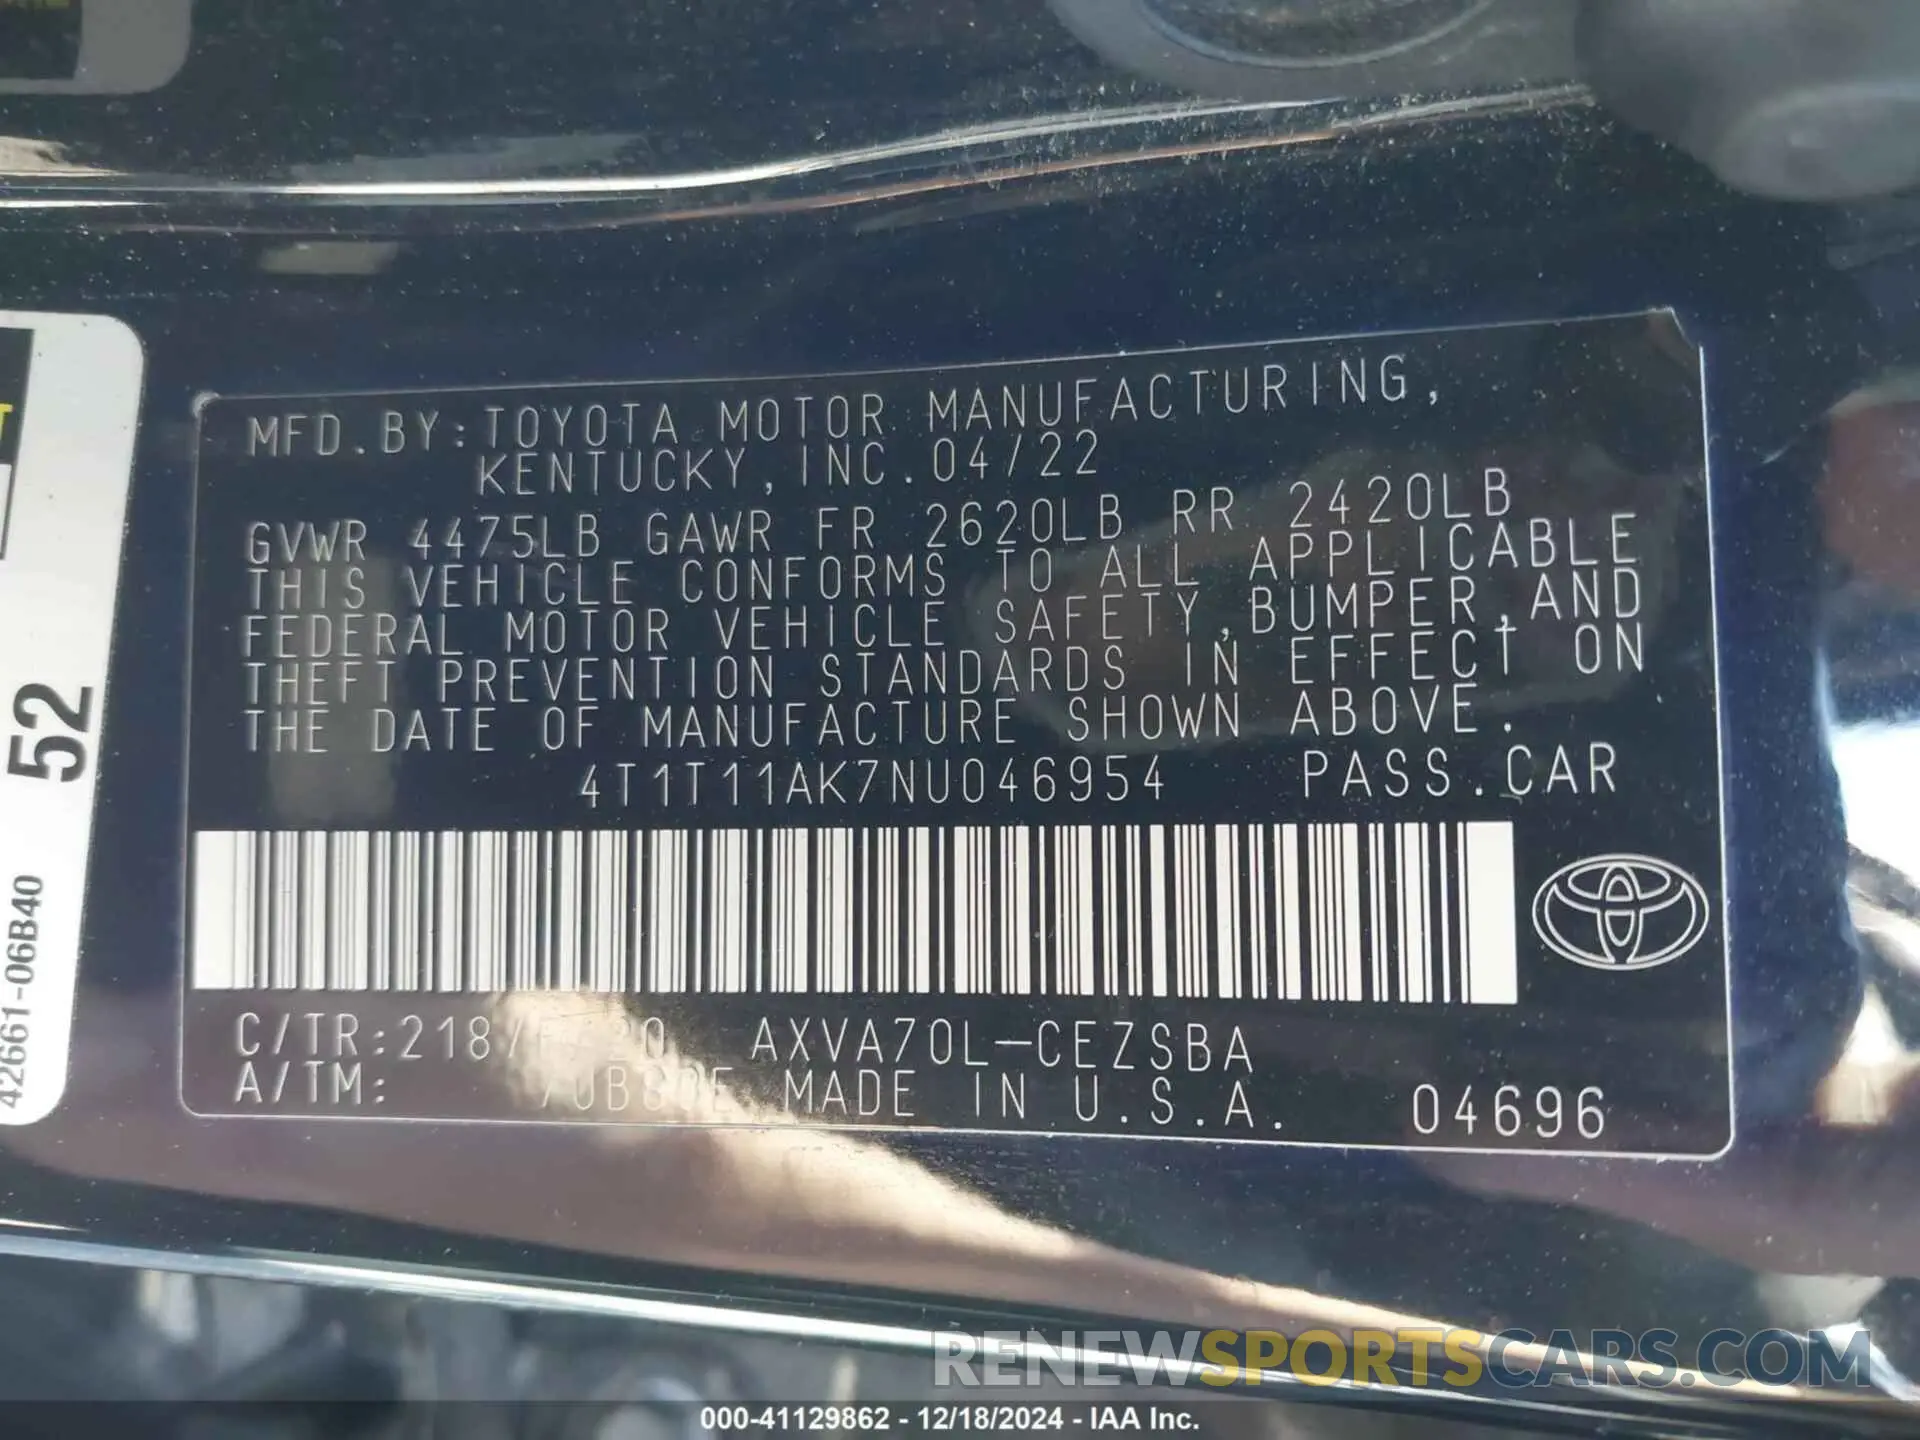 MFD.BY:TOYOTA MOTOR MANUFACTURING,
KENTUCKY, INC. 04/22
GVWR 4475LB GAWR FR 2620LB RR 2420LB
THIS VEHICLE CONFORMS TO ALL APPLICABLE
FEDERAL MOTOR VEHICLE SAFETY, BUMPER, AND
THEFT PREVENTION STANDARDS IN EFFECT ON
THE DATE OF MANUFACTURE SHOWN ABOVE.
4T1T11AK7NU046954 PASS.CAR
C/TR:218/ AXVA70L-CEZSBA
A/TM: MADE IN U.S.A. 04696
52
42661-06B40
RENEWSPORTSCARS.COM
000-41129862 - 12/18/2024 - IAA Inc.